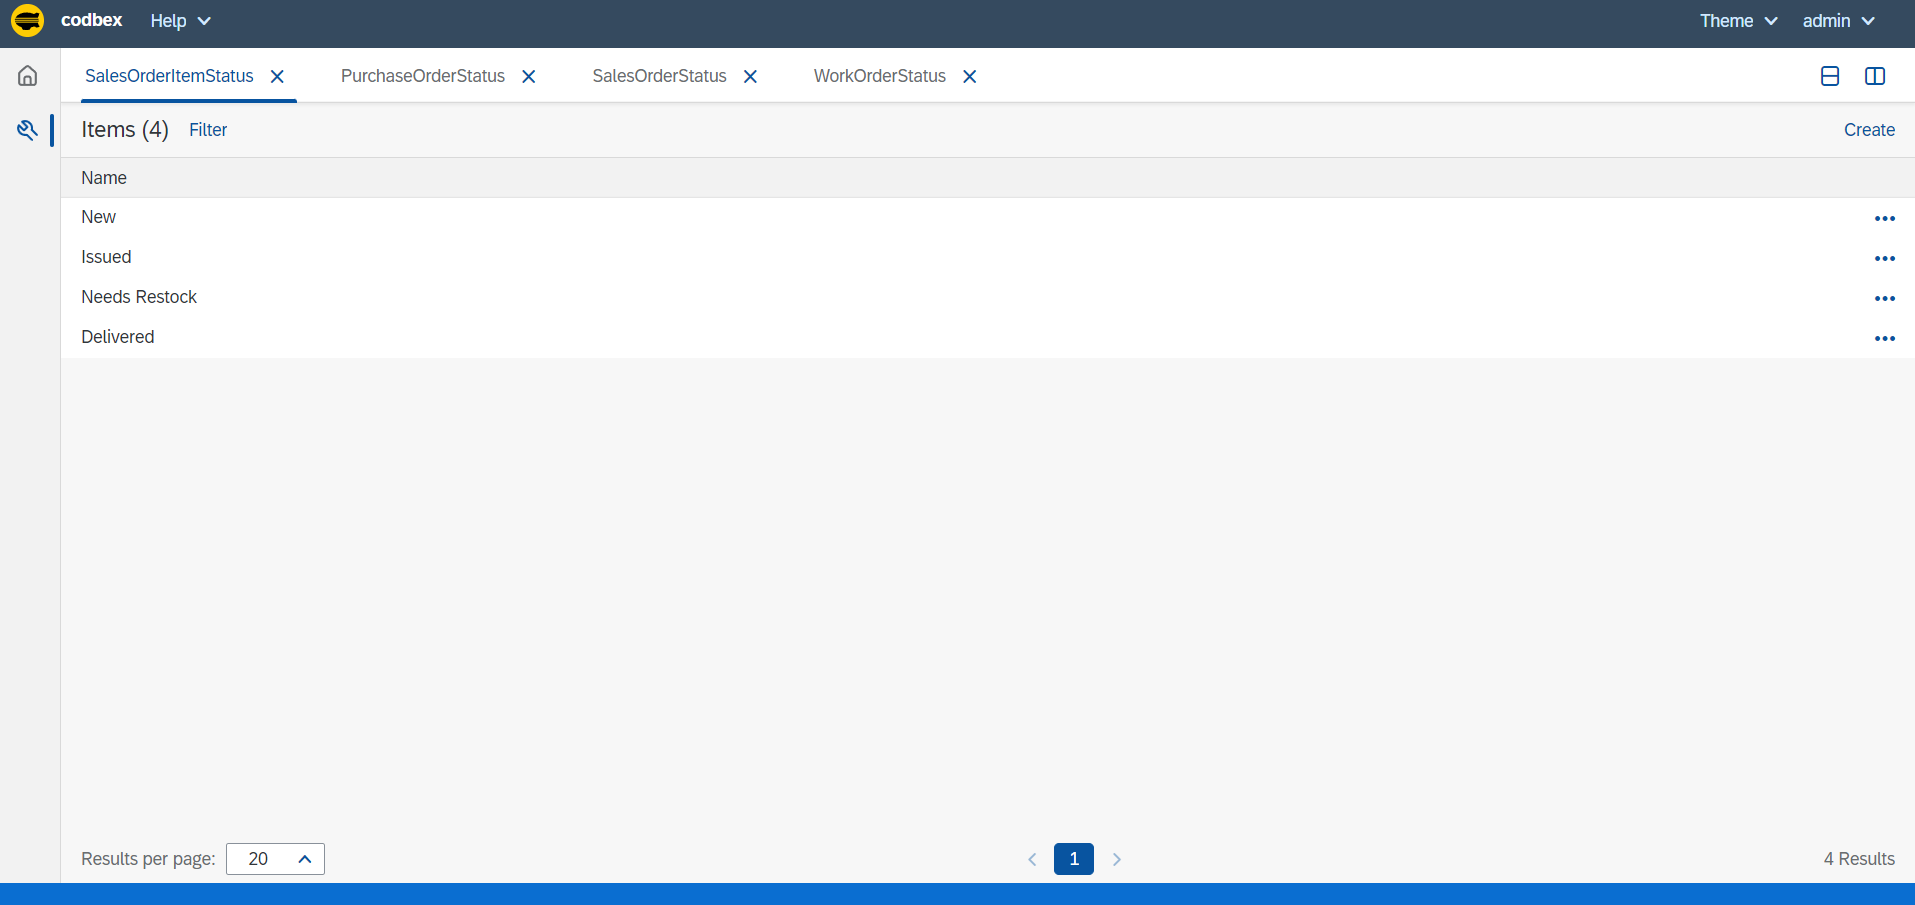 codbex Help Theme admin
SalesOrderItemStatus PurchaseOrderStatus SalesOrderStatus WorkOrderStatus
Items (4) Filter Create
Name
New
Issued
Needs Restock
Delivered
Results per page: 20 1 4 Results